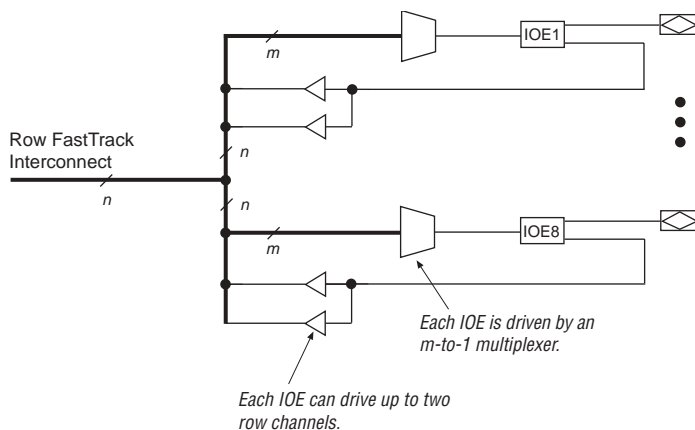 m
IOE1
n
Row FastTrack
Interconnect
n
n
m
IOE8
Each IOE is driven by an
m-to-1 multiplexer.
Each IOE can drive up to two
row channels.